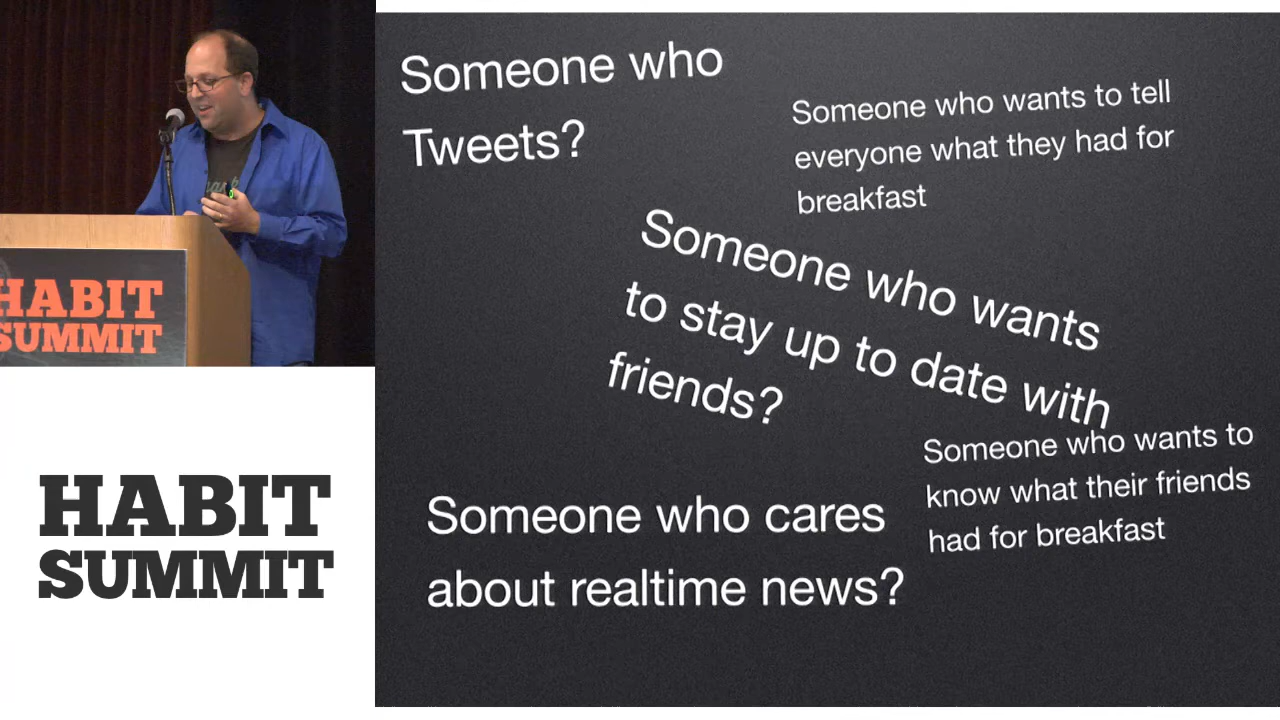 Someone who
Tweets?
Someone who wants to tell
everyone what they had for
breakfast
Someone who wants
to stay up to date with
friends?
Someone who wants to
know what their friends
had for breakfast
Someone who cares
about realtime news?
HABIT
SUMMIT
HABIT
SUMMIT